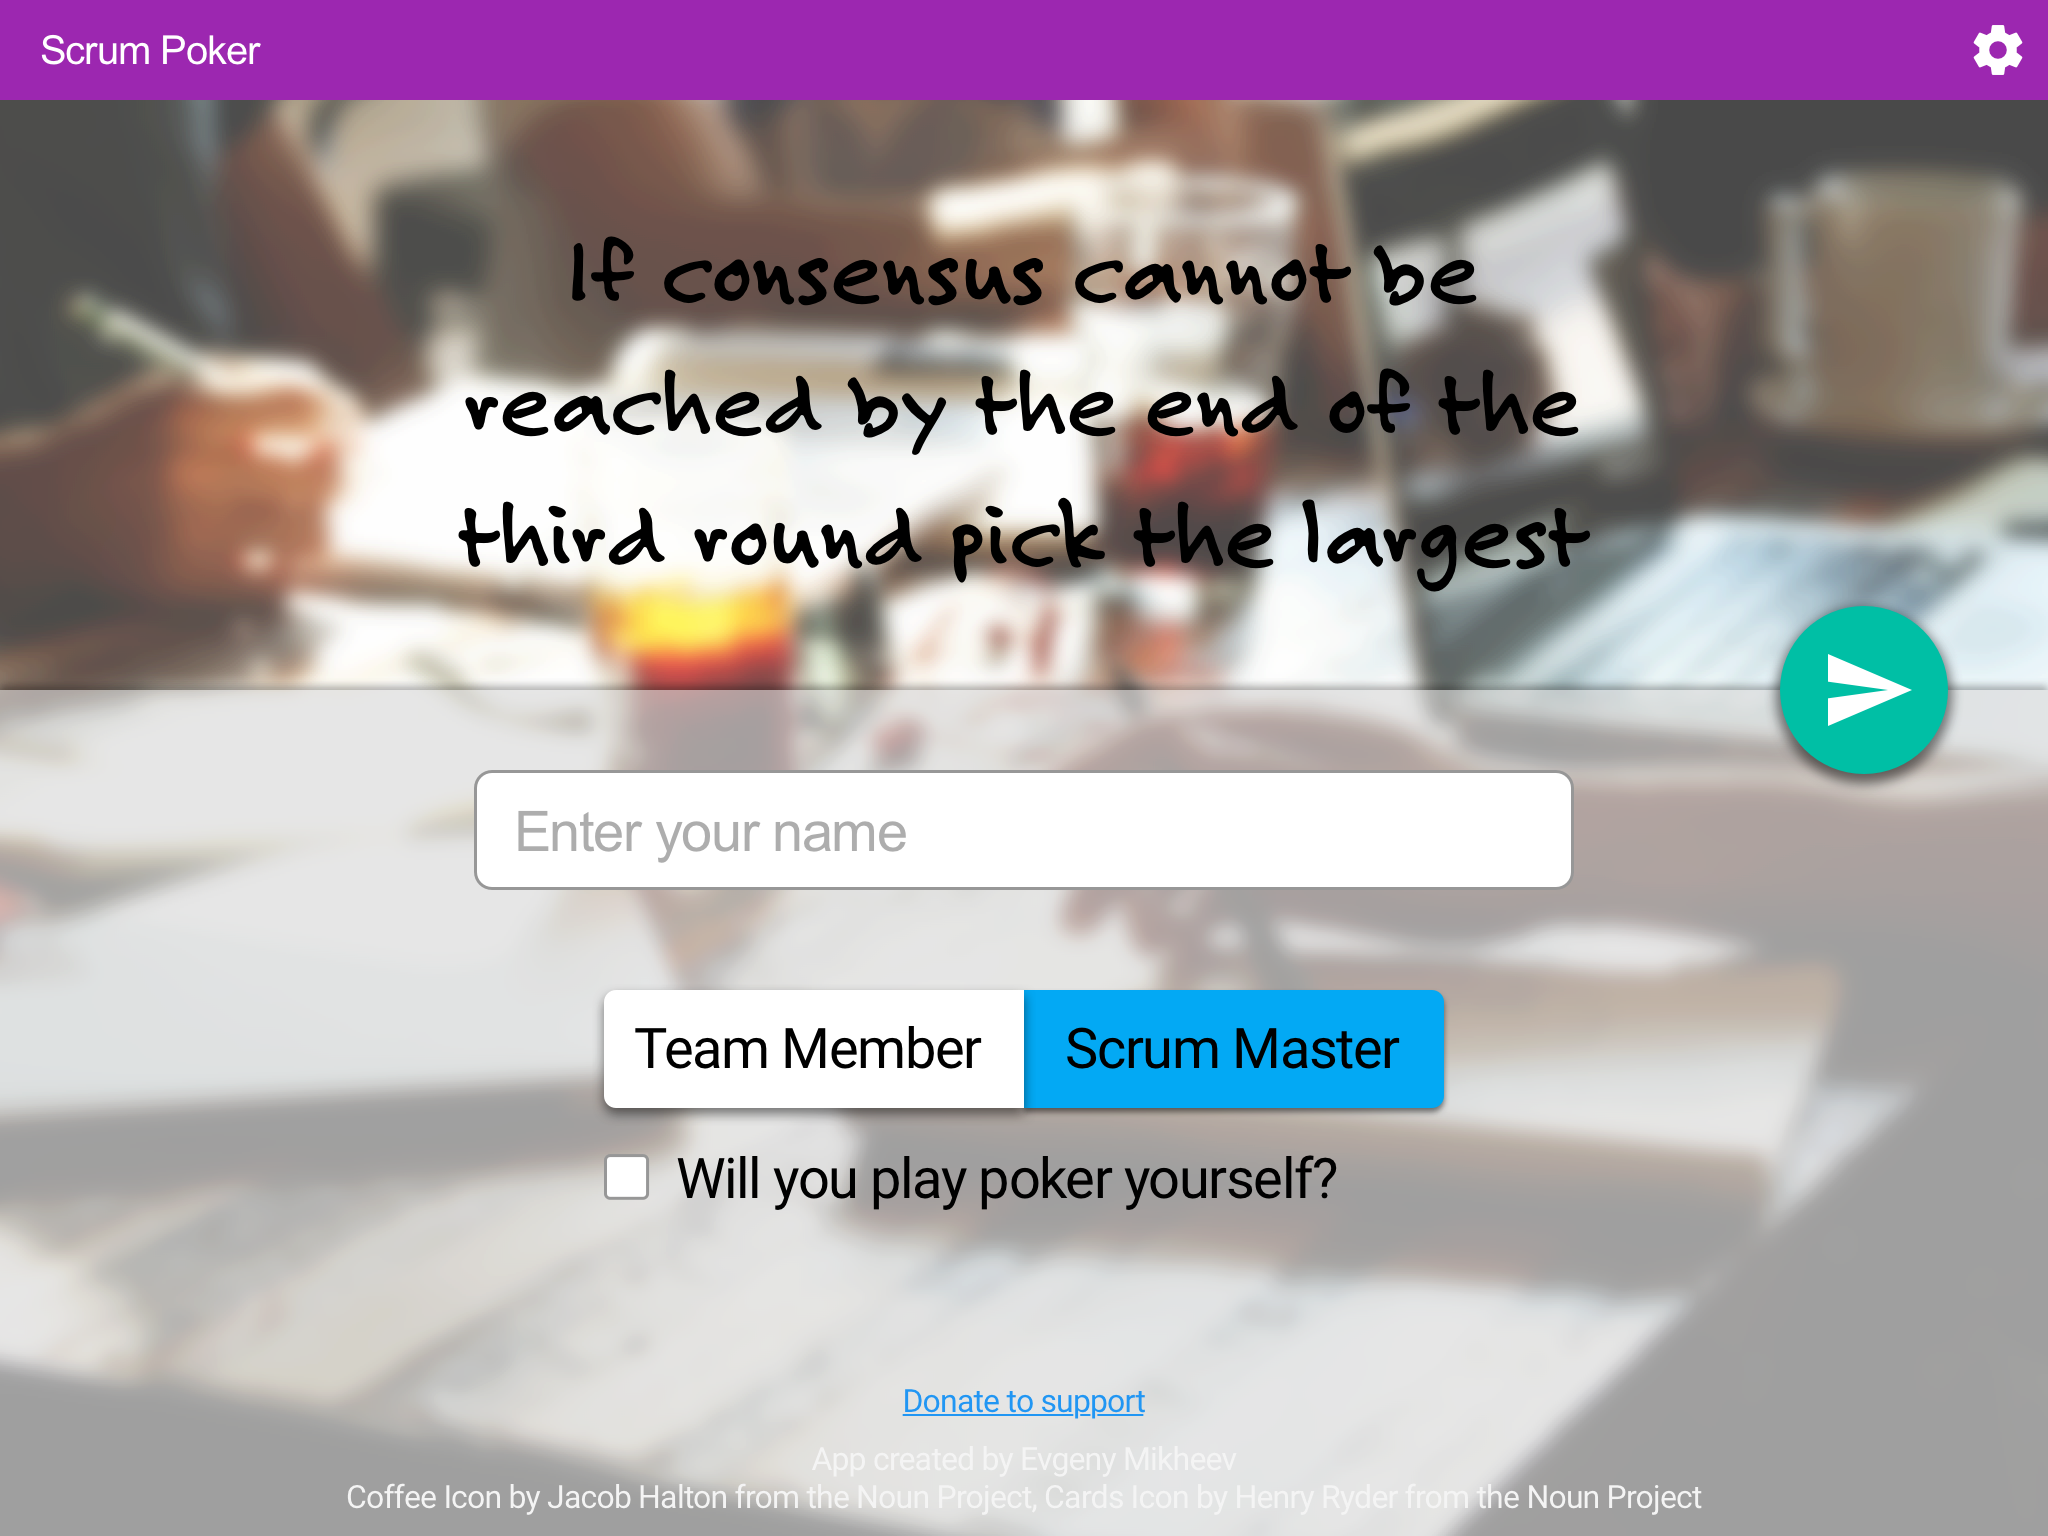 Scrum Poker
If consensus cannot be
reached by the end of the
third round pick the largest
Enter your name
Team Member
Scrum Master
Will you play poker yourself?
Donate to support
App created by Evgeny Mikheev
Coffee Icon by Jacob Halton from the Noun Project, Cards Icon by Henry Ryder from the Noun Project